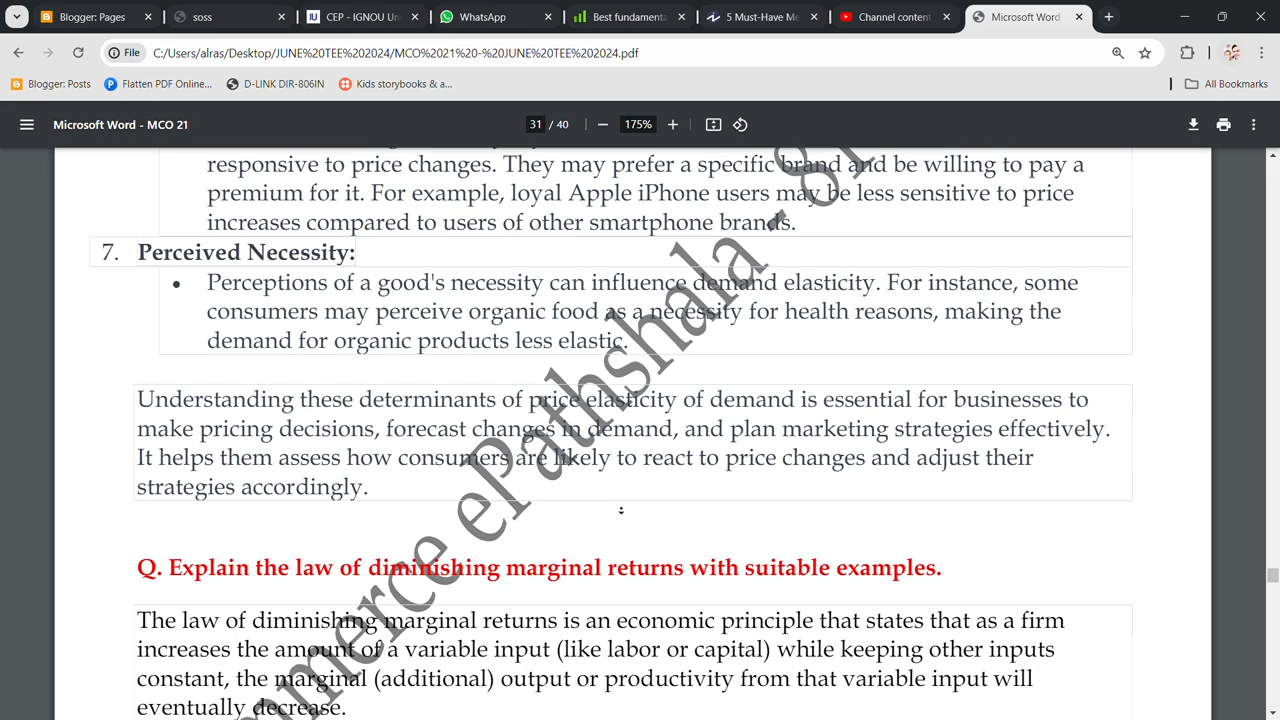 Blogger: Pages
soss
CEP - IGNOU Un
WhatsApp
Best fundamenta
5 Must-Have Me
Channel content
Microsoft Word
File
C:/Users/alras/Desktop/JUNE%20TEE%202024/MCO%2021%20-%20JUNE%20TEE%202024.pdf
Blogger: Posts
Flatten PDF Online...
D-LINK DIR-806IN
Kids storybooks & a...
All Bookmarks
Microsoft Word - MCO 21
31 / 40
175%
responsive to price changes. They may prefer a specific brand and be willing to pay a
premium for it. For example, loyal Apple iPhone users may be less sensitive to price
increases compared to users of other smartphone brands.
7. Perceived Necessity:
• Perceptions of a good's necessity can influence demand elasticity. For instance, some
consumers may perceive organic food as a necessity for health reasons, making the
demand for organic products less elastic.
Understanding these determinants of price elasticity of demand is essential for businesses to
make pricing decisions, forecast changes in demand, and plan marketing strategies effectively.
It helps them assess how consumers are likely to react to price changes and adjust their
strategies accordingly.
Q. Explain the law of diminishing marginal returns with suitable examples.
The law of diminishing marginal returns is an economic principle that states that as a firm
increases the amount of a variable input (like labor or capital) while keeping other inputs
constant, the marginal (additional) output or productivity from that variable input will
eventually decrease.
ommerce ePathshala - 81